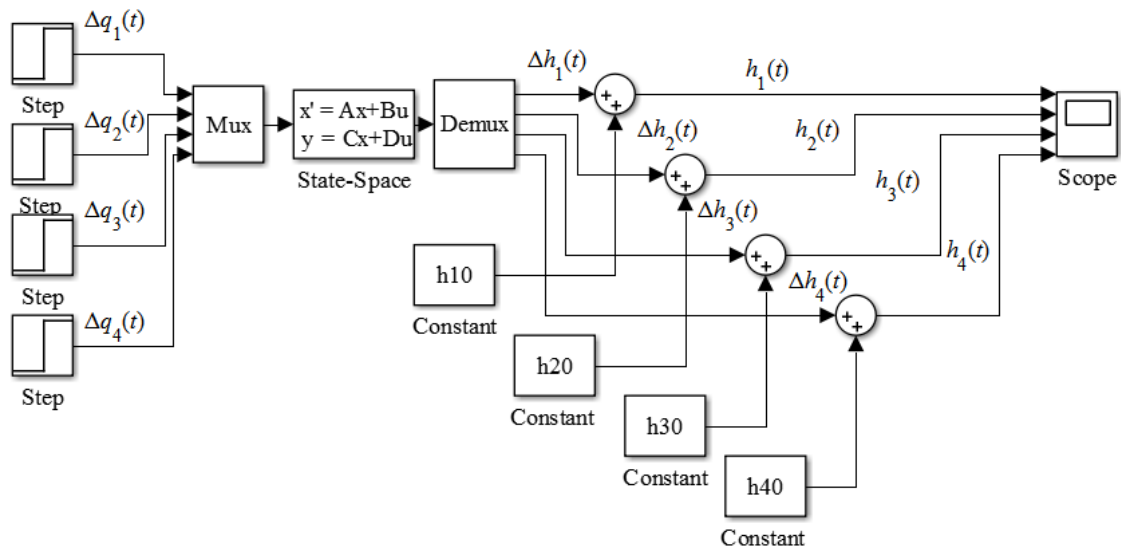 Δq1(t)
Step
Δq2(t)
Step
Δq3(t)
Step
Δq4(t)
Step
Mux
x' = Ax+Bu
y = Cx+Du
State-Space
Demux
Δh1(t)
++
h1(t)
Δh2(t)
++
h2(t)
Δh3(t)
++
h3(t)
Δh4(t)
++
h4(t)
Scope
h10
Constant
h20
Constant
h30
Constant
h40
Constant